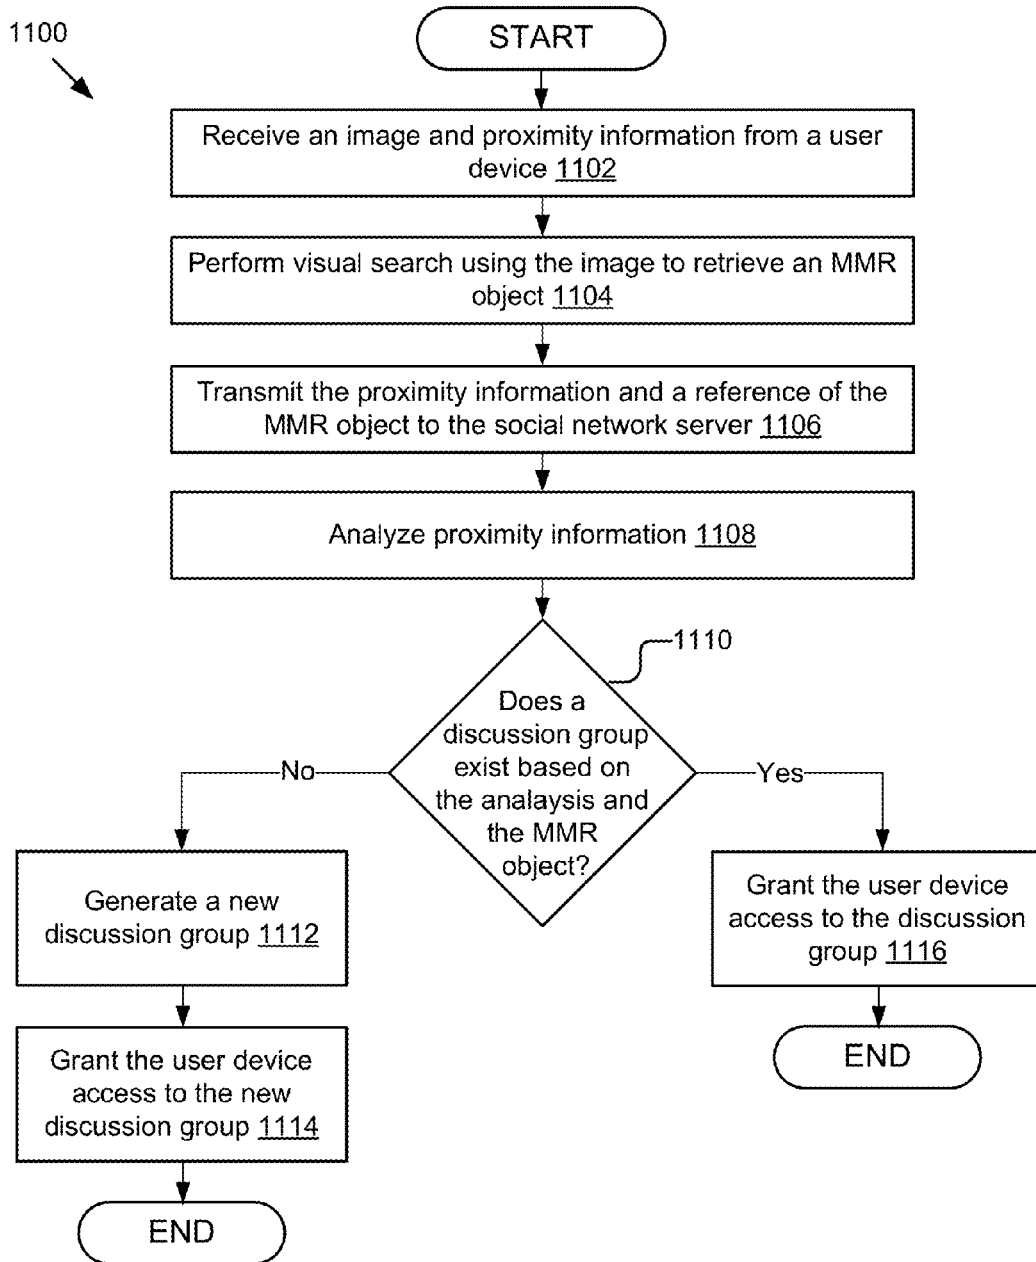 1100
START
Receive an image and proximity information from a user
device 1102
Perform visual search using the image to retrieve an MMR
object 1104
Transmit the proximity information and a reference of the
MMR object to the social network server 1106
Analyze proximity information 1108
1110
Does a
discussion group
exist based on
the analaysis and
the MMR
object?
No
Yes
Generate a new
discussion group 1112
Grant the user device
access to the new
discussion group 1114
END
Grant the user device
access to the discussion
group 1116
END